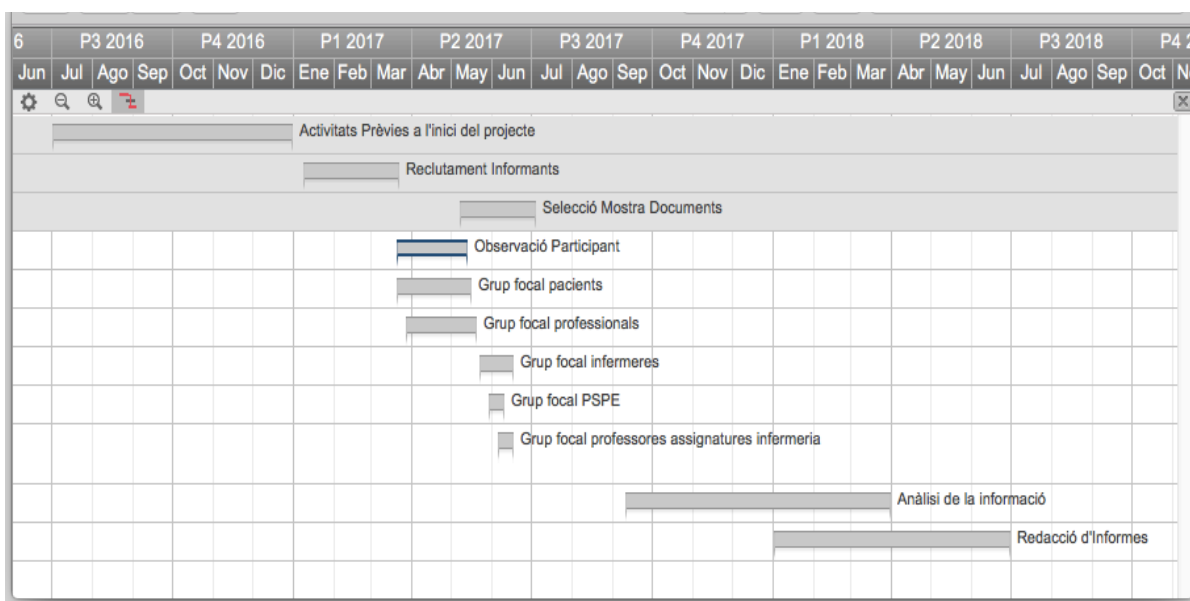 6 P3 2016 P4 2016 P1 2017 P2 2017 P3 2017 P4 2017 P1 2018 P2 2018 P3 2018 P4 2
Jun Jul Ago Sep Oct Nov Dic Ene Feb Mar Abr May Jun Jul Ago Sep Oct Nov Dic Ene Feb Mar Abr May Jun Jul Ago Sep Oct N
Activitats Prèvies a l'inici del projecte
Reclutament Informants
Selecció Mostra Documents
Observació Participant
Grup focal pacients
Grup focal professionals
Grup focal infermeres
Grup focal PSPE
Grup focal professores assignatures infermeria
Anàlisi de la informació
Redacció d'Informes